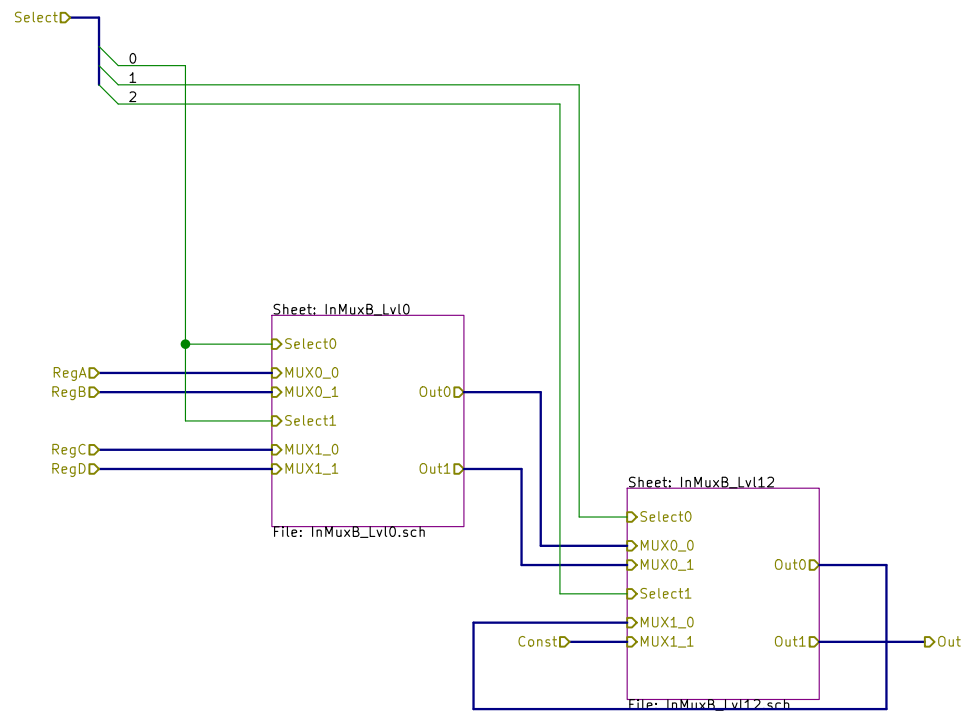 Select
0
1
2
Sheet: InMuxB_Lvl0
Select0
RegA
MUX0_0
RegB
MUX0_1
Out0
Select1
RegC
MUX1_0
RegD
MUX1_1
Out1
File: InMuxB_Lvl0.sch
Sheet: InMuxB_Lvl12
Select0
MUX0_0
MUX0_1
Out0
Select1
MUX1_0
Const
MUX1_1
Out1
Out
File: InMuxB_Lvl12.sch